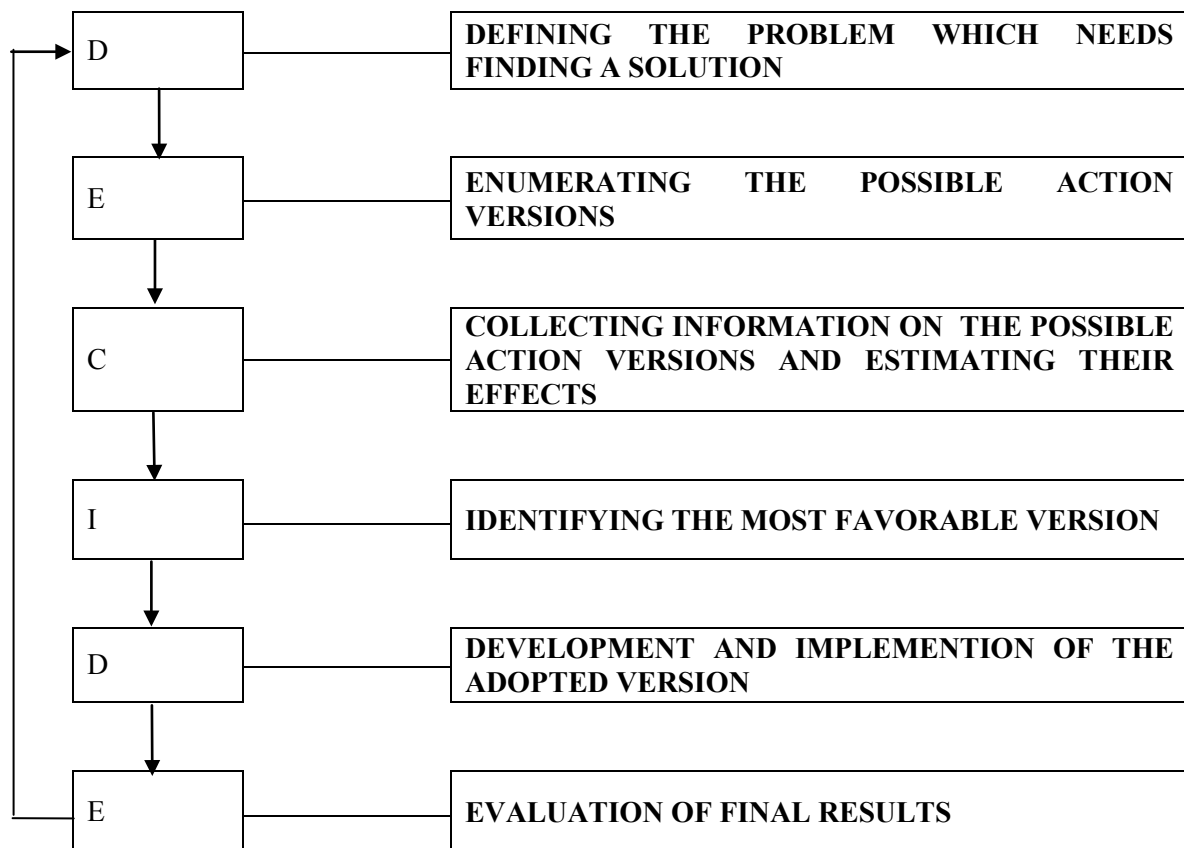 D
DEFINING THE PROBLEM WHICH NEEDS
FINDING A SOLUTION
E
ENUMERATING THE POSSIBLE ACTION
VERSIONS
C
COLLECTING INFORMATION ON THE POSSIBLE
ACTION VERSIONS AND ESTIMATING THEIR
EFFECTS
I
IDENTIFYING THE MOST FAVORABLE VERSION
D
DEVELOPMENT AND IMPLEMENTION OF THE
ADOPTED VERSION
E
EVALUATION OF FINAL RESULTS